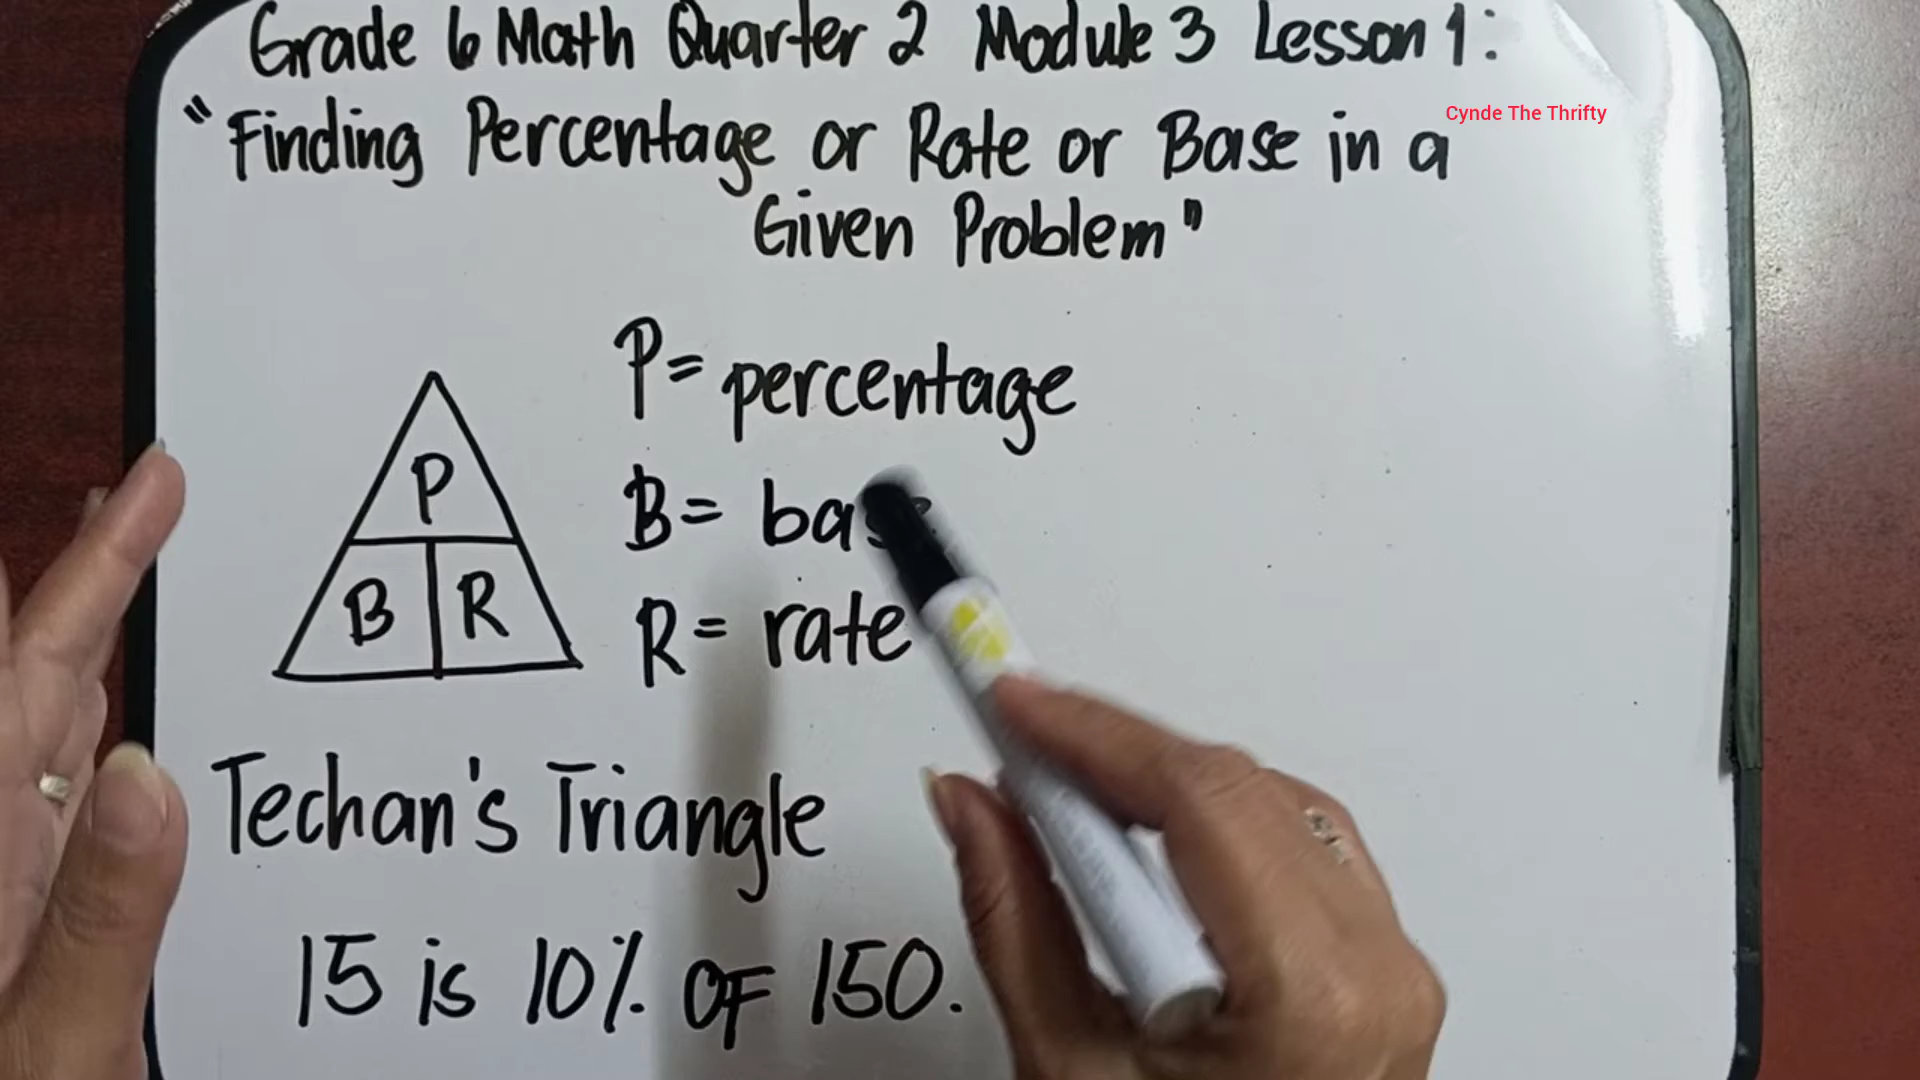 Grade 6 Math Quarter 2 Module 3 Lesson 1:
Cynde The Thrifty
"Finding Percentage or Rate or Base in a
Given Problem"
P = percentage
B = base
R = rate
P
B R
Techan's Triangle
15 is 10% OF 150.